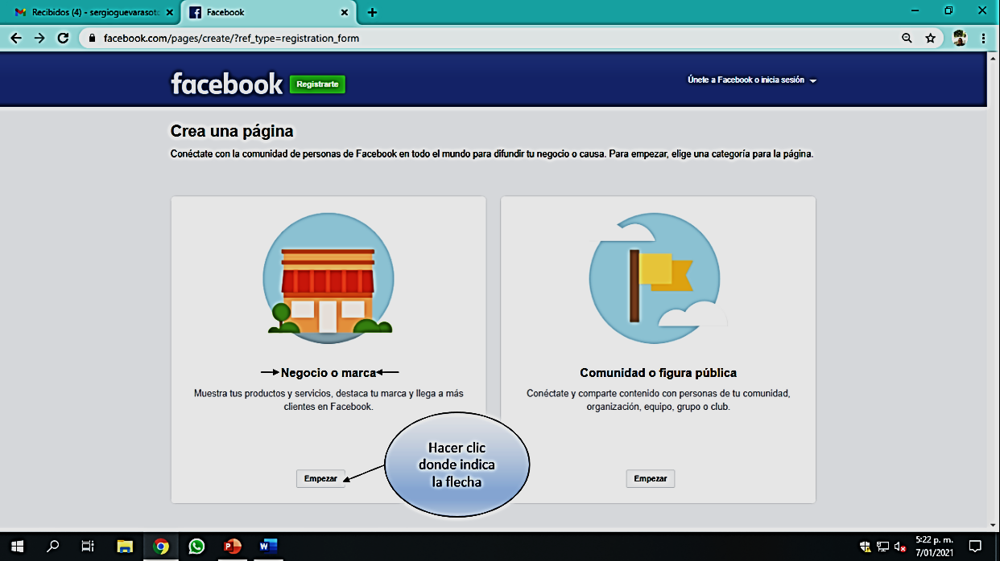 Recibidos (4) - sergioguevarasoto
Facebook
facebook.com/pages/create/?ref_type=registration_form
facebook
Registrarte
Únete a Facebook o inicia sesión
Crea una página
Conéctate con la comunidad de personas de Facebook en todo el mundo para difundir tu negocio o causa. Para empezar, elige una categoría para la página.
Negocio o marca
Muestra tus productos y servicios, destaca tu marca y llega a más
clientes en Facebook.
Empezar
Comunidad o figura pública
Conéctate y comparte contenido con personas de tu comunidad,
organización, equipo, grupo o club.
Empezar
Hacer clic
donde indica
la flecha
5:22 p. m.
7/01/2021